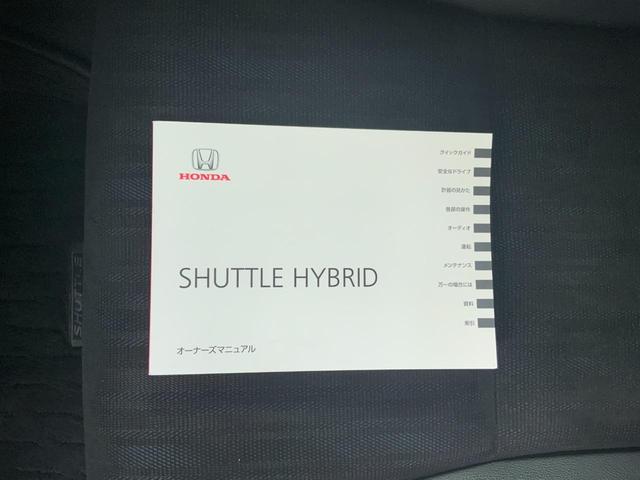 HONDA
SHUTTLE HYBRID
オーナーズマニュアル
クイックガイド
安全なドライブ
計器の見かた
各部の操作
オーディオ
運転
メンテナンス
万一の場合には
資料
索引
SHUTTLE